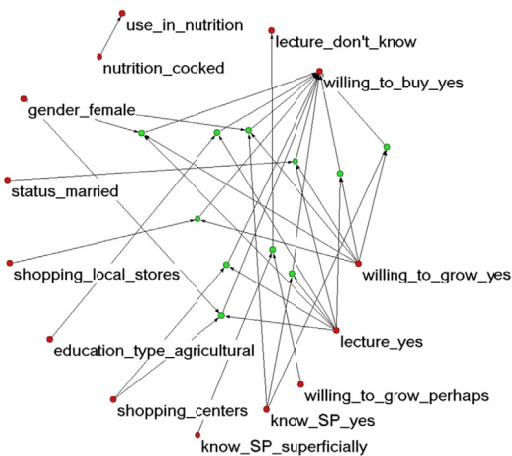 use_in_nutrition
lecture_don't_know
nutrition_cocked
willing_to_buy_yes
gender_female
status_married
shopping_local_stores
willing_to_grow_yes
lecture_yes
education_type_agricultural
willing_to_grow_perhaps
shopping_centers
know_SP_yes
know_SP_superficially